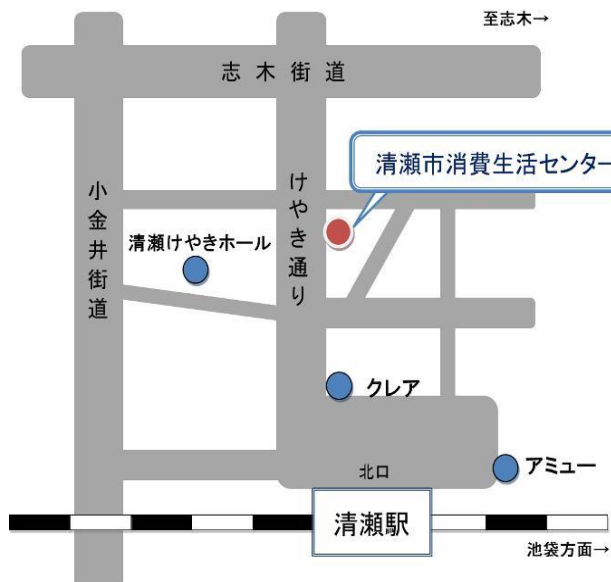 至志木→
志木街道
清瀬市消費生活センター
小金井街道
けやき通り
清瀬けやきホール
クレア
アミュー
北口
清瀬駅
池袋方面→